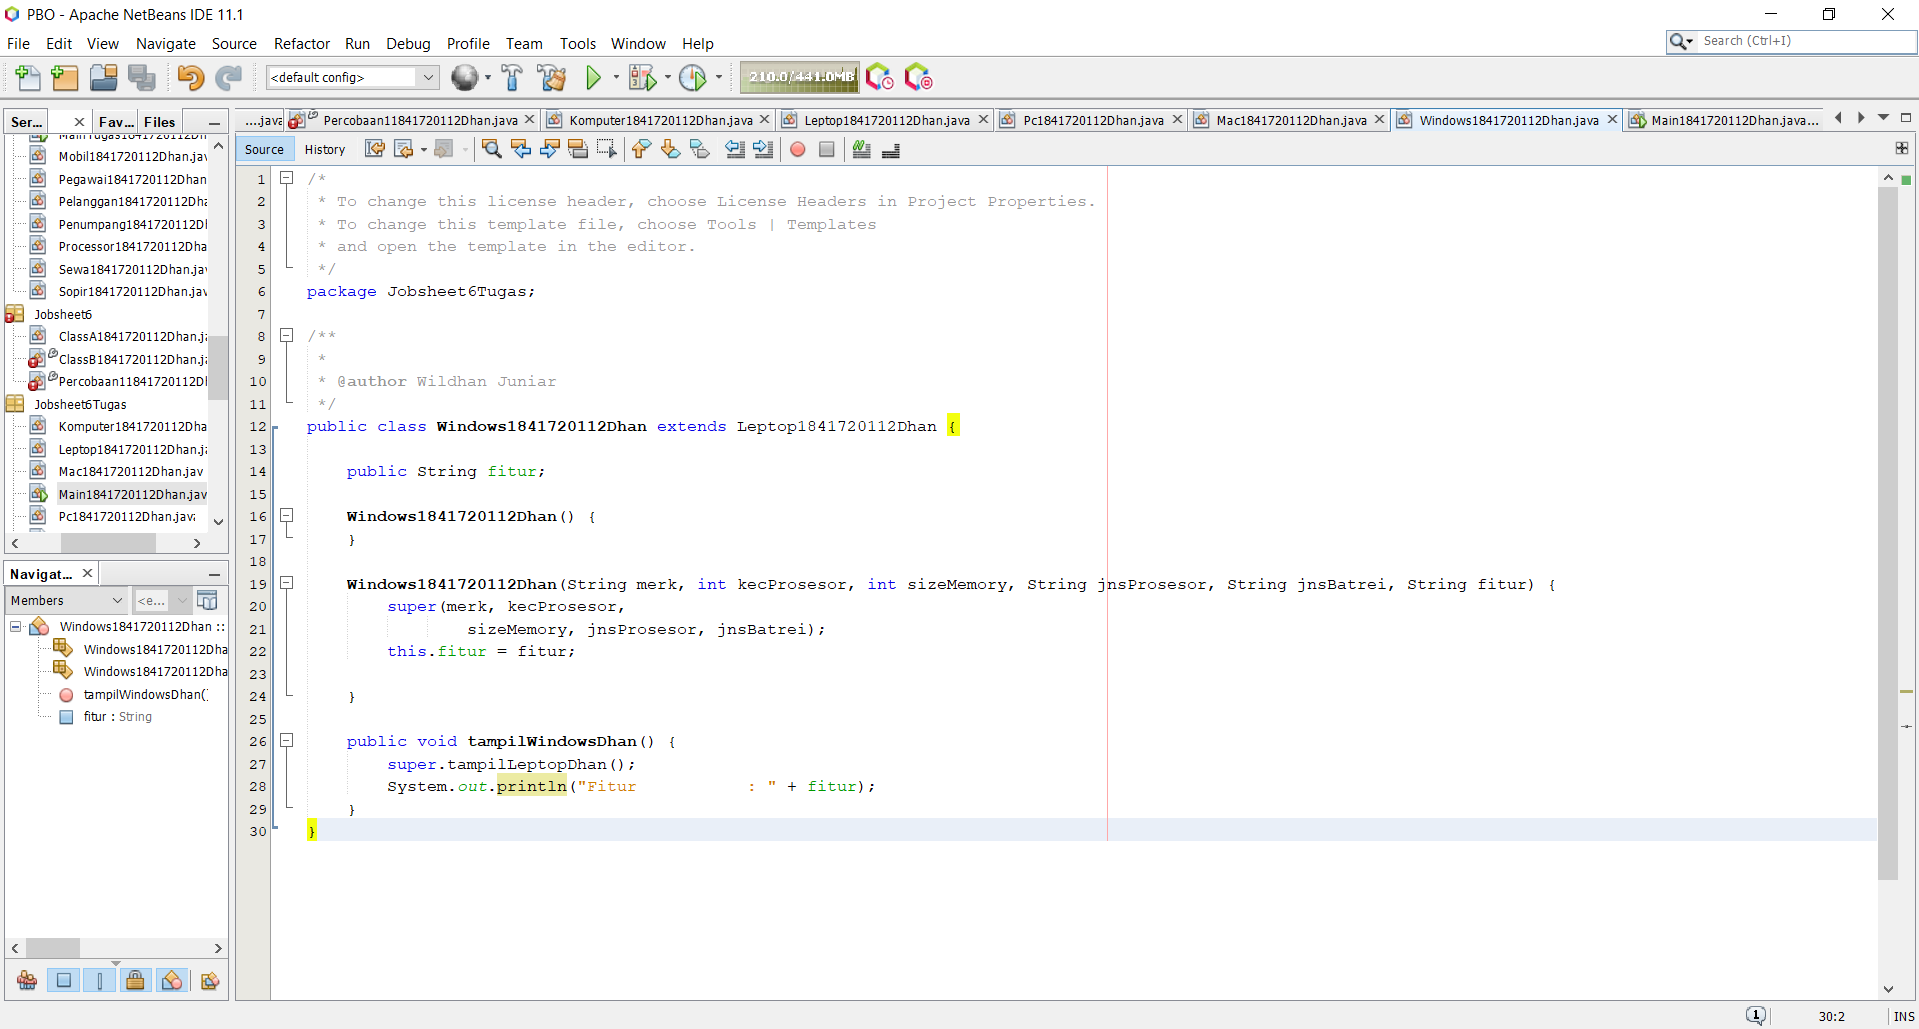 PBO - Apache NetBeans IDE 11.1
File Edit View Navigate Source Refactor Run Debug Profile Team Tools Window Help
Search (Ctrl+I)
<default config>
210.0/441.0MB
Ser... Fav... Files
....java Percobaan11841720112Dhan.java Komputer1841720112Dhan.java Leptop1841720112Dhan.java Pc1841720112Dhan.java Mac1841720112Dhan.java Windows1841720112Dhan.java Main1841720112Dhan.java...
Source History
Mobil1841720112Dhan.jav
Pegawai1841720112Dhan
Pelanggan1841720112Dha
Penumpang1841720112Dl
Processor1841720112Dha
Sewa1841720112Dhan.jav
Sopir1841720112Dhan.jav
Jobsheet6
ClassA1841720112Dhan.ja
ClassB1841720112Dhan.ja
Percobaan11841720112Dl
Jobsheet6Tugas
Komputer1841720112Dha
Leptop1841720112Dhan.ja
Mac1841720112Dhan.jav
Main1841720112Dhan.jav
Pc1841720112Dhan.java
Navigat...
Members <e...
Windows1841720112Dhan ::
Windows1841720112Dha
Windows1841720112Dha
tampilWindowsDhan()
fitur : String
1 /*
2 * To change this license header, choose License Headers in Project Properties.
3 * To change this template file, choose Tools | Templates
4 * and open the template in the editor.
5 */
6 package Jobsheet6Tugas;
7
8 /**
9 *
10 * @author Wildhan Juniar
11 */
12 public class Windows1841720112Dhan extends Leptop1841720112Dhan {
13
14 public String fitur;
15
16 Windows1841720112Dhan() {
17 }
18
19 Windows1841720112Dhan(String merk, int kecProsesor, int sizeMemory, String jnsProsesor, String jnsBatrei, String fitur) {
20 super(merk, kecProsesor,
21 sizeMemory, jnsProsesor, jnsBatrei);
22 this.fitur = fitur;
23
24 }
25
26 public void tampilWindowsDhan() {
27 super.tampilLeptopDhan();
28 System.out.println("Fitur : " + fitur);
29 }
30 }
1
30:2 INS